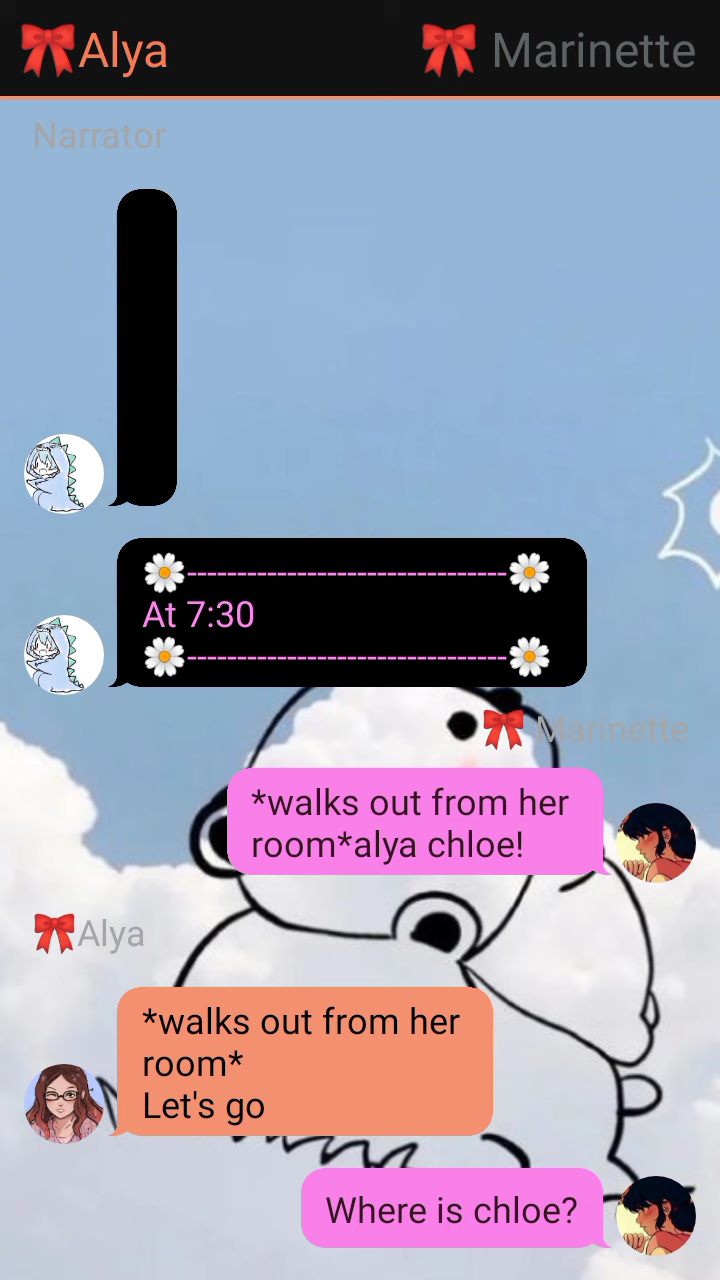 🎀Alya
🎀 Marinette
Narrator
🌼--------------------------------🌼
At 7:30
🌼--------------------------------🌼
🎀 Marinette
*walks out from her
room*alya chloe!
🎀Alya
*walks out from her
room*
Let's go
Where is chloe?